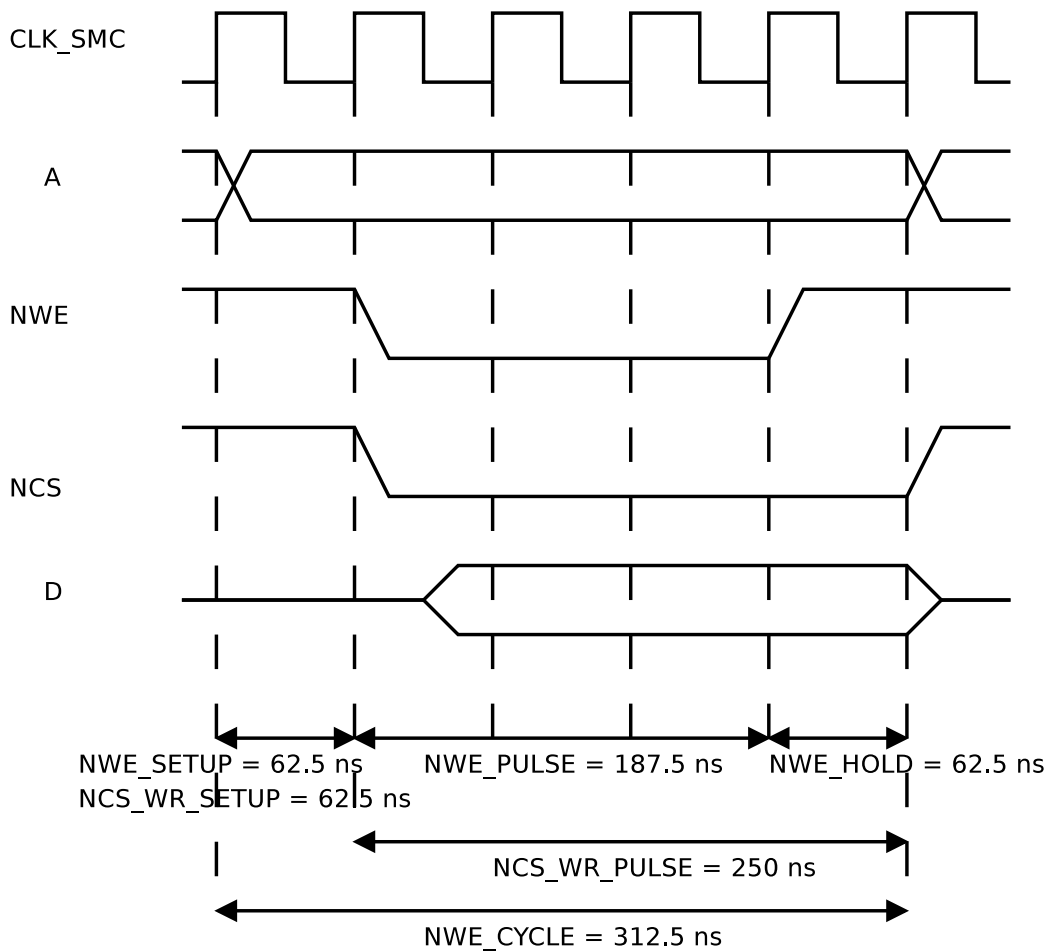 CLK_SMC
A
NWE
NCS
D
NWE_SETUP = 62.5 ns
NWE_PULSE = 187.5 ns
NWE_HOLD = 62.5 ns
NCS_WR_SETUP = 62.5 ns
NCS_WR_PULSE = 250 ns
NWE_CYCLE = 312.5 ns